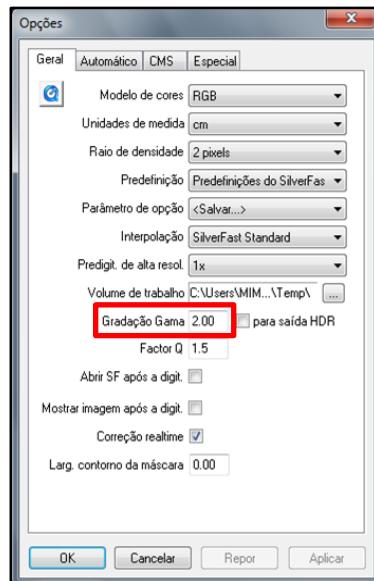 Opções
Geral Automático CMS Especial
Modelo de cores RGB
Unidades de medida cm
Raio de densidade 2 pixels
Predefinição Predefinições do SilverFas
Parâmetro de opção <Salvar...>
Interpolação SilverFast Standard
Predigit. de alta resol. 1x
Volume de trabalho C:\Users\MIM...\Temp\ ...
Gradação Gama 2.00 para saída HDR
Factor Q 1.5
Abrir SF após a digit.
Mostrar imagem após a digit.
Correção realtime
Larg. contorno da máscara 0.00
OK Cancelar Repor Aplicar